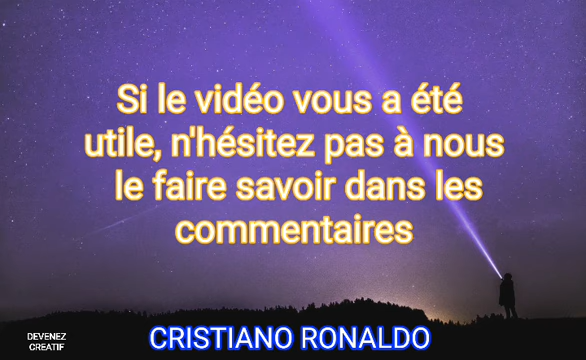 Si le vidéo vous a été
utile, n'hésitez pas à nous
le faire savoir dans les
commentaires
DEVENEZ
CREATIF
CRISTIANO RONALDO